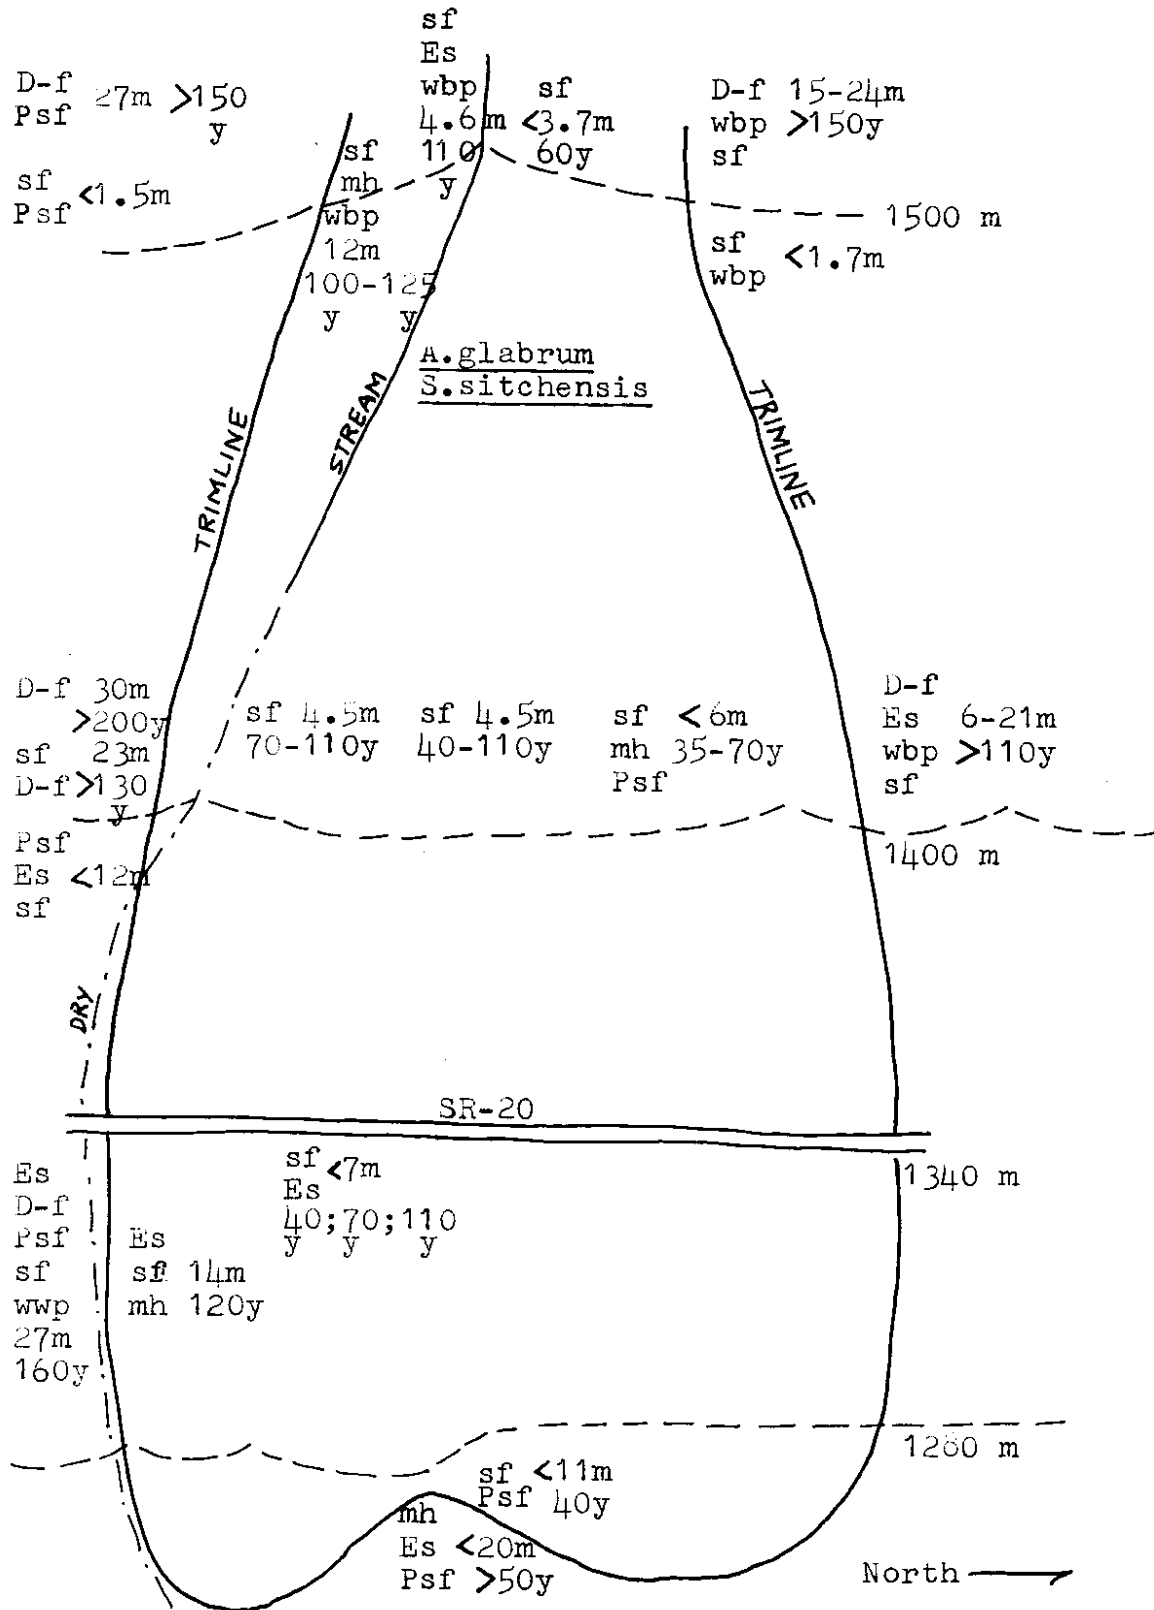 sf
Es
wbp
4.6m
110
y
sf
<3.7m
60y
D-f
Psf 27m >150
y
sf
Psf <1.5m
sf
mh
wbp
12m
100-125
y y
D-f 15-24m
wbp >150y
sf
1500 m
sf
wbp <1.7m
A.glabrum
S.sitchensis
TRIMLINE
STREAM
TRIMLINE
D-f 30m
>200y
sf 23m
D-f >130
y
sf 4.5m
70-110y
sf 4.5m
40-110y
sf <6m
mh 35-70y
Psf
D-f
Es 6-21m
wbp >110y
sf
1400 m
Psf
Es <12m
sf
DRY
SR-20
1340 m
Es
D-f
Psf
sf
wwp
27m
160y
Es
sf 14m
mh 120y
sf <7m
Es
40;70;110
y y y
1280 m
sf <11m
Psf 40y
mh
Es <20m
Psf >50y
North